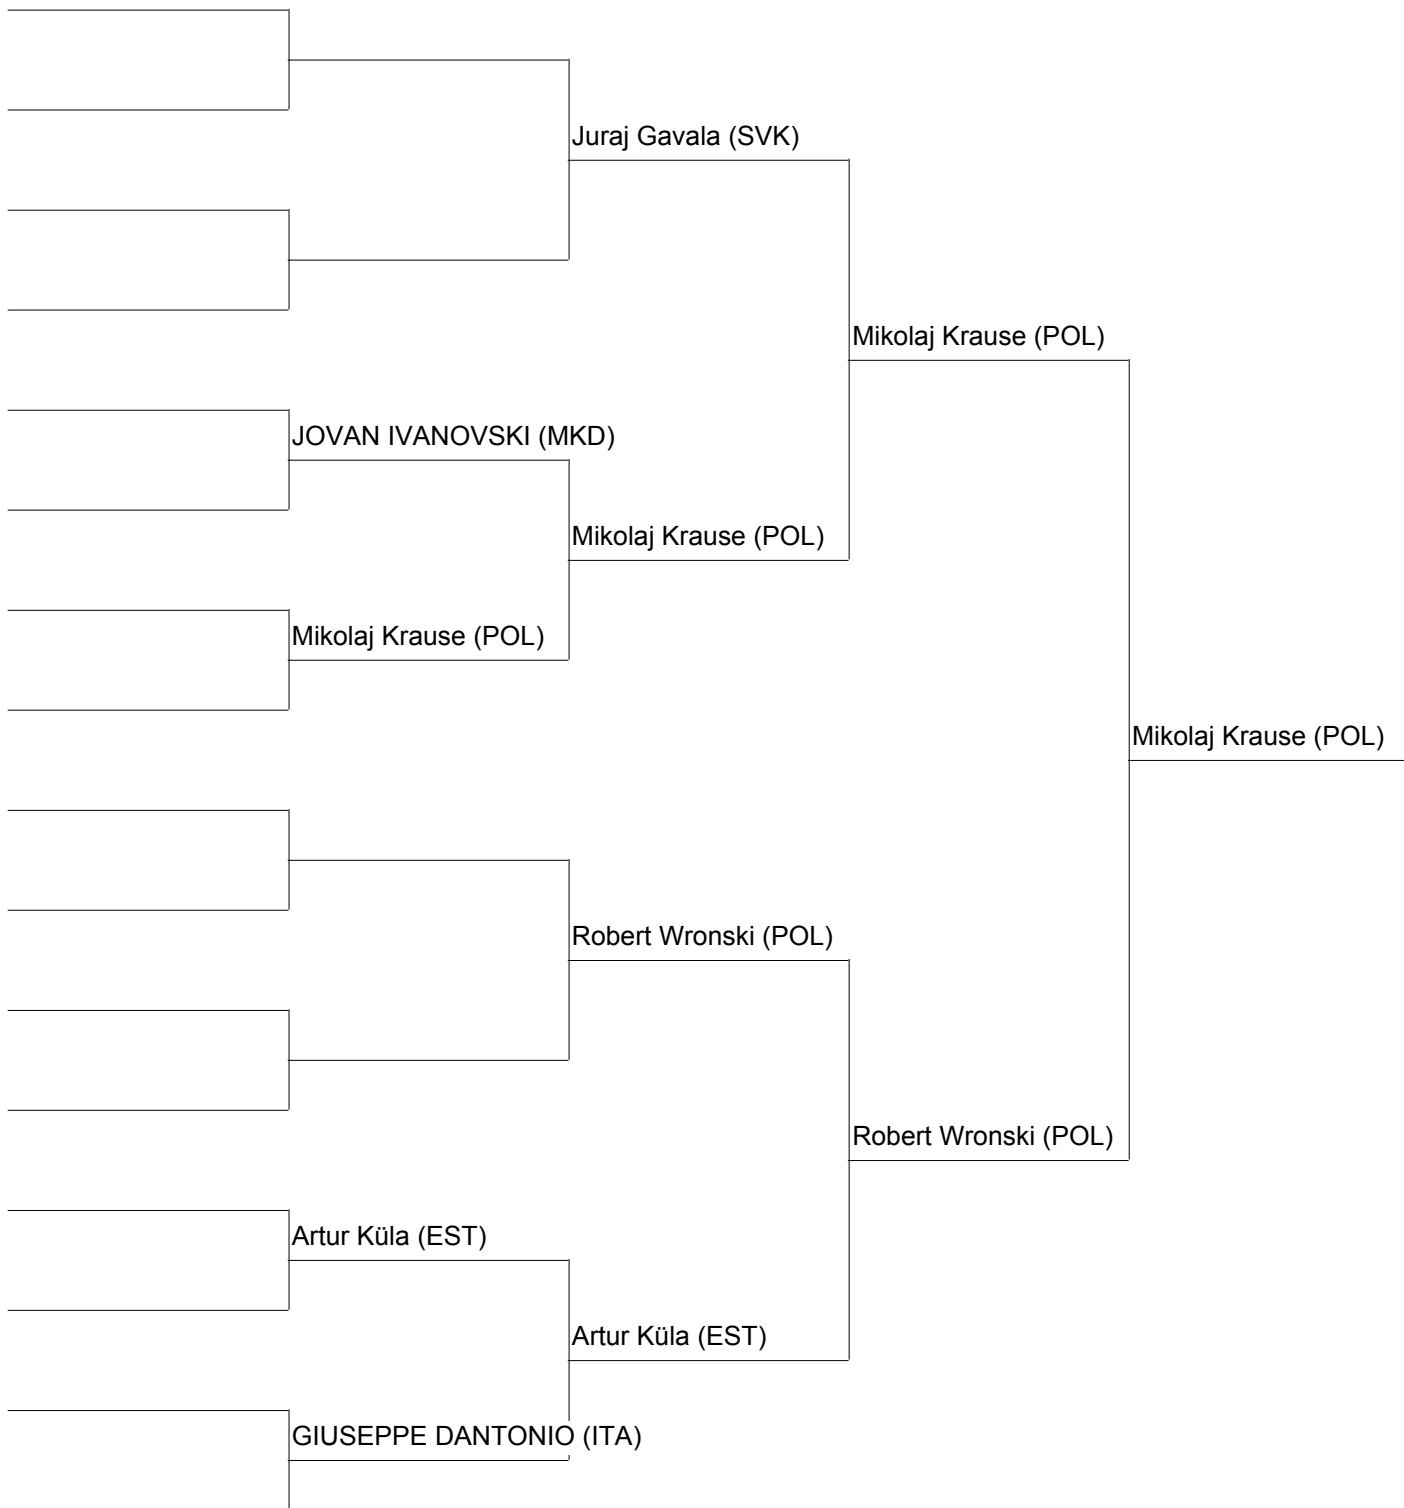 Juraj Gavala (SVK)
Mikolaj Krause (POL)
JOVAN IVANOVSKI (MKD)
Mikolaj Krause (POL)
Mikolaj Krause (POL)
Mikolaj Krause (POL)
Robert Wronski (POL)
Robert Wronski (POL)
Artur Küla (EST)
Artur Küla (EST)
GIUSEPPE DANTONIO (ITA)